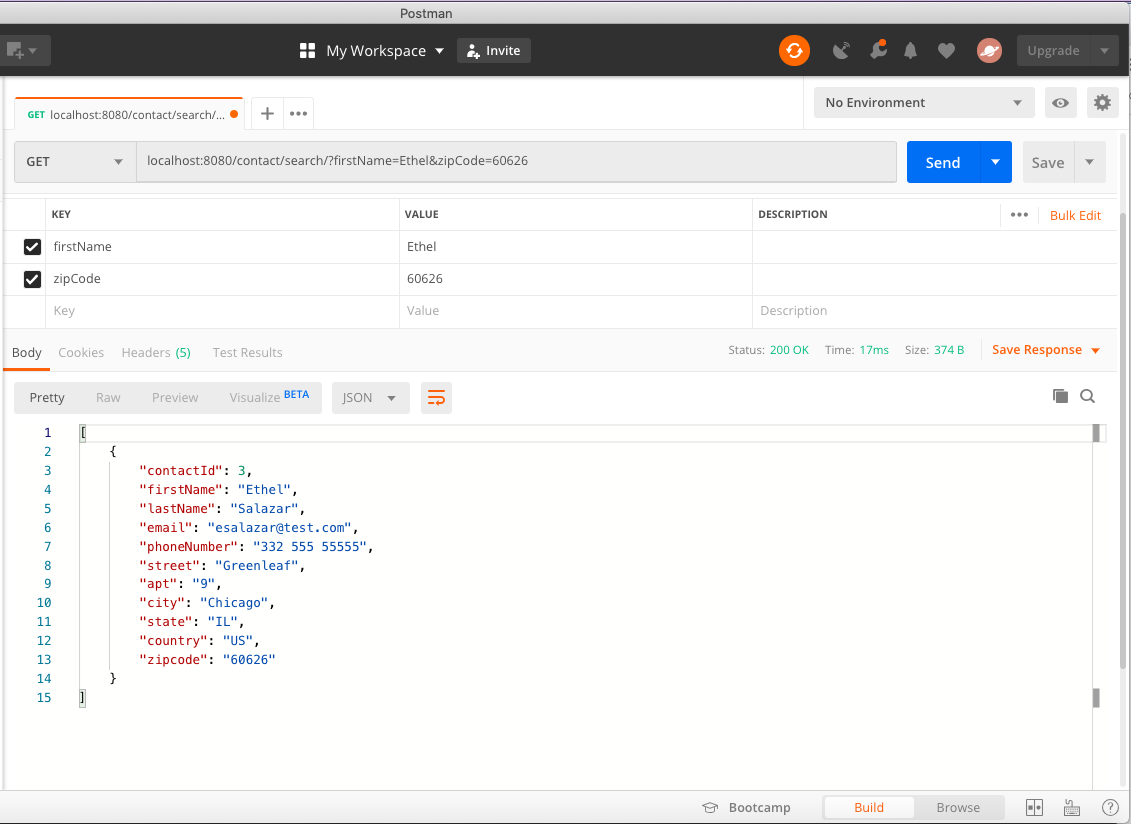 Postman
My Workspace Invite Upgrade
GET localhost:8080/contact/search/... No Environment
GET localhost:8080/contact/search/?firstName=Ethel&zipCode=60626 Send Save
KEY VALUE DESCRIPTION Bulk Edit
firstName Ethel
zipCode 60626
Key Value Description
Body Cookies Headers (5) Test Results Status: 200 OK Time: 17ms Size: 374 B Save Response
Pretty Raw Preview Visualize BETA JSON
1 [
2 {
3 "contactId": 3,
4 "firstName": "Ethel",
5 "lastName": "Salazar",
6 "email": "esalazar@test.com",
7 "phoneNumber": "332 555 55555",
8 "street": "Greenleaf",
9 "apt": "9",
10 "city": "Chicago",
11 "state": "IL",
12 "country": "US",
13 "zipcode": "60626"
14 }
15 ]
Bootcamp Build Browse ?